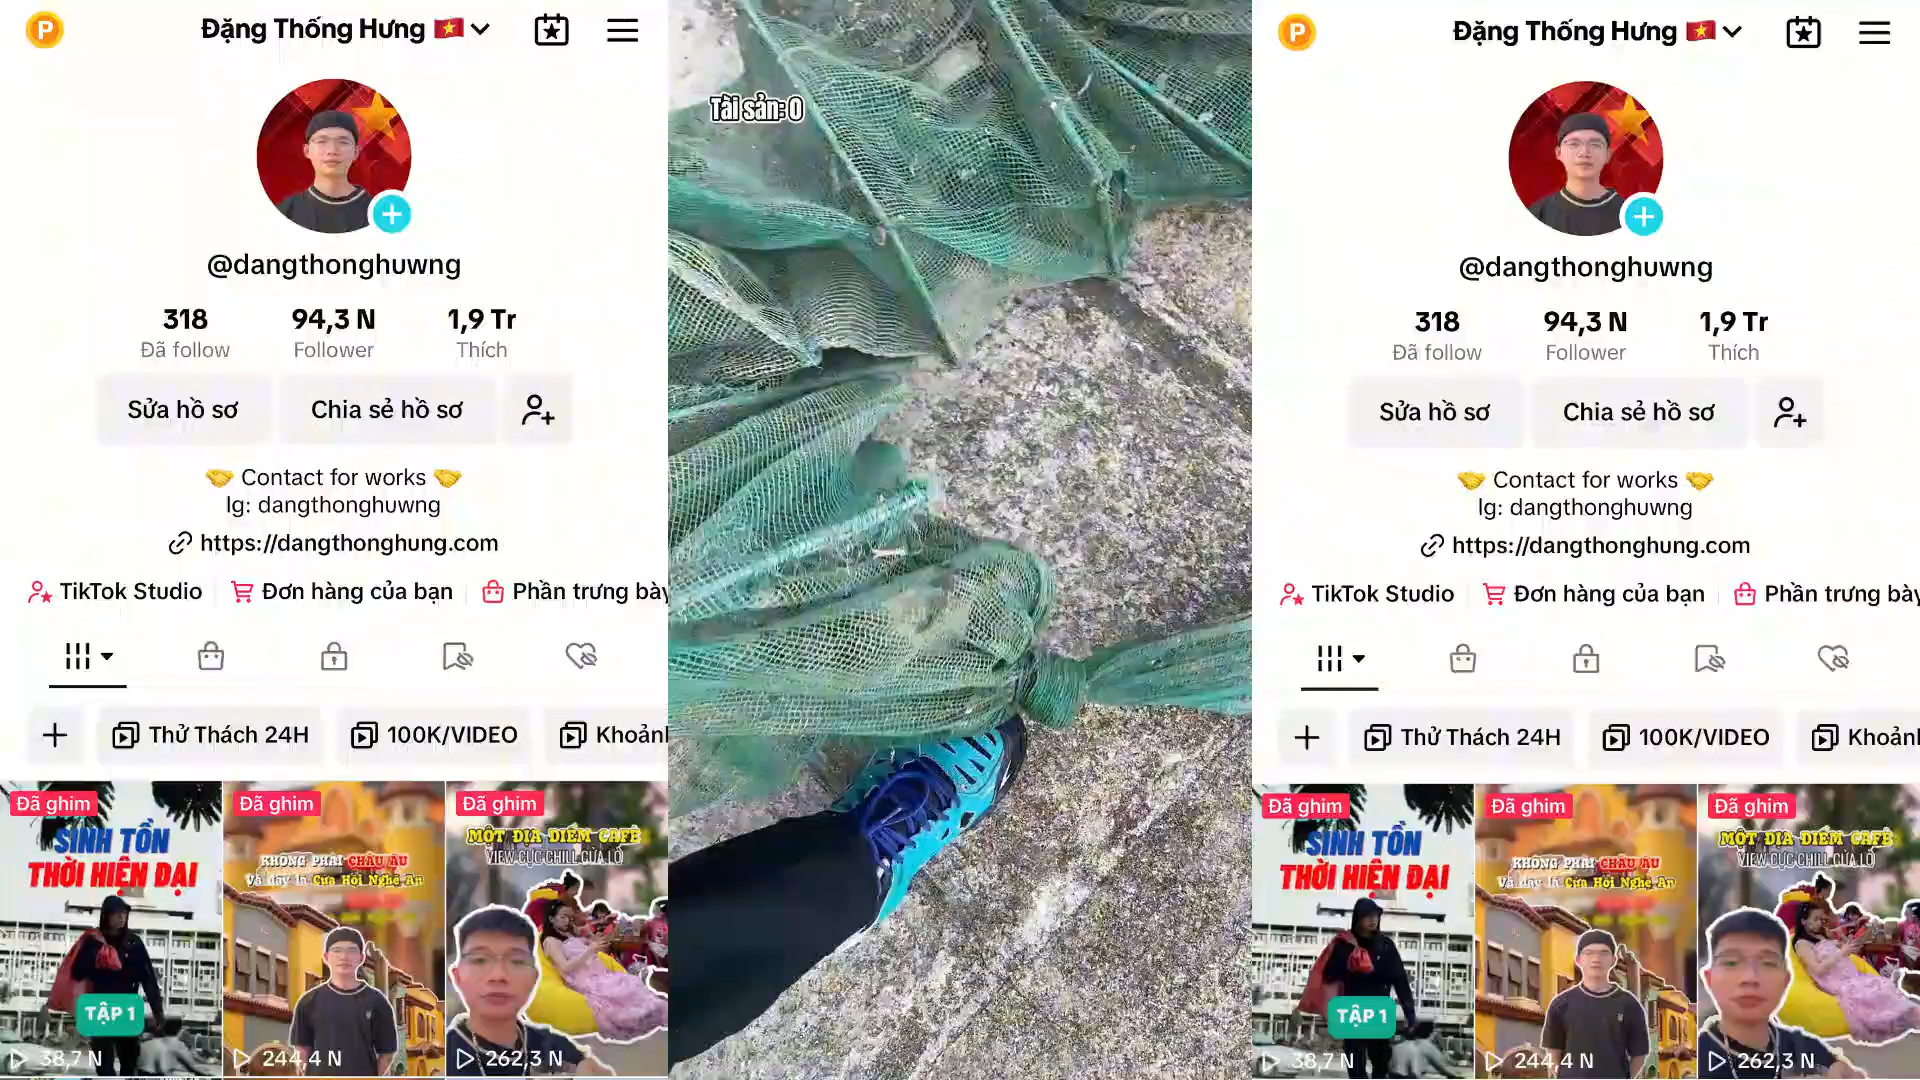 P
Đặng Thống Hưng
@dangthonghuwng
318
94,3 N
1,9 Tr
Đã follow
Follower
Thích
Sửa hồ sơ
Chia sẻ hồ sơ
Contact for works
Ig: dangthonghuwng
https://dangthonghung.com
TikTok Studio
Đơn hàng của bạn
Phần trưng bày
Thử Thách 24H
100K/VIDEO
Khoản
Đã ghim
SINH TỒN
THỜI HIỆN ĐẠI
TẬP 1
38,7 N
Đã ghim
KHÔNG PHẢI CHÂU ÂU
Và đây là Cửa Hội Nghệ An
244,4 N
Đã ghim
MỘT ĐỊA ĐIỂM CAFE
VIEW CỰC CHILL CỦA LÒ
262,3 N
Tài sản: 0
P
Đặng Thống Hưng
@dangthonghuwng
318
94,3 N
1,9 Tr
Đã follow
Follower
Thích
Sửa hồ sơ
Chia sẻ hồ sơ
Contact for works
Ig: dangthonghuwng
https://dangthonghung.com
TikTok Studio
Đơn hàng của bạn
Phần trưng bày
Thử Thách 24H
100K/VIDEO
Khoản
Đã ghim
SINH TỒN
THỜI HIỆN ĐẠI
TẬP 1
38,7 N
Đã ghim
KHÔNG PHẢI CHÂU ÂU
Và đây là Cửa Hội Nghệ An
244,4 N
Đã ghim
MỘT ĐỊA ĐIỂM CAFE
VIEW CỰC CHILL CỦA LÒ
262,3 N